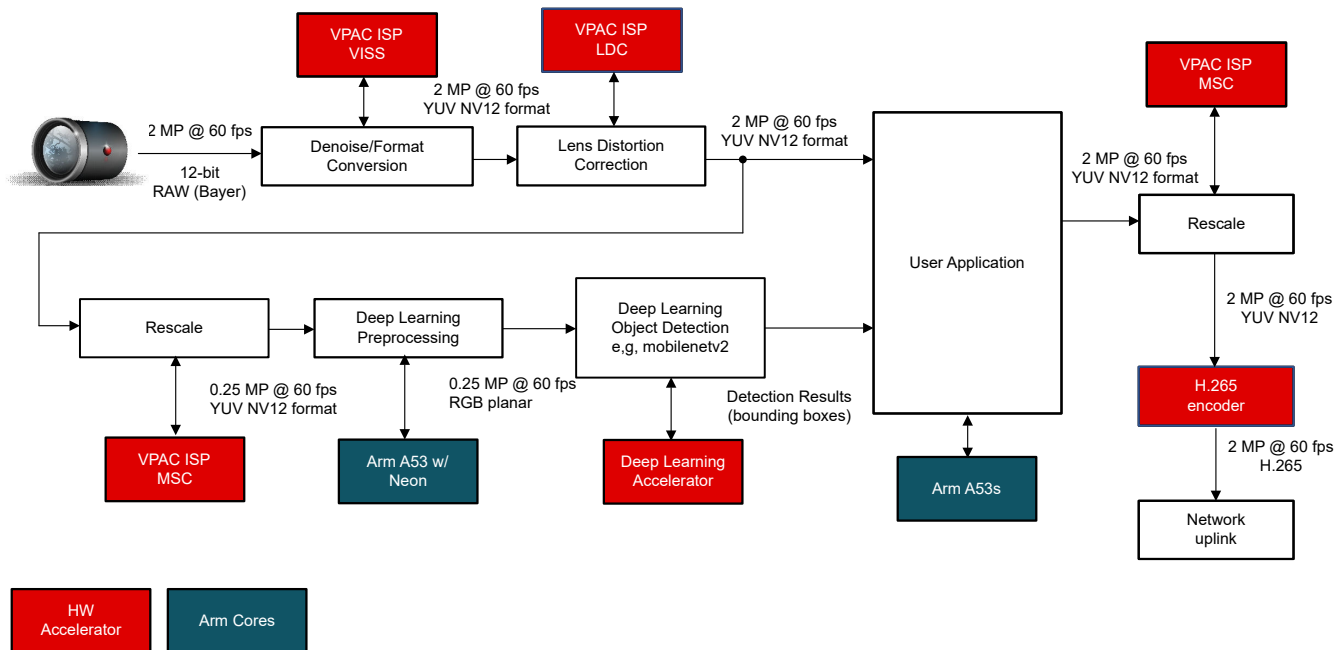 VPAC ISP
VISS
VPAC ISP
LDC
VPAC ISP
MSC
2 MP @ 60 fps
12-bit
RAW (Bayer)
Denoise/Format
Conversion
2 MP @ 60 fps
YUV NV12 format
Lens Distortion
Correction
2 MP @ 60 fps
YUV NV12 format
User Application
2 MP @ 60 fps
YUV NV12 format
Rescale
2 MP @ 60 fps
YUV NV12
H.265
encoder
2 MP @ 60 fps
H.265
Network
uplink
Rescale
0.25 MP @ 60 fps
YUV NV12 format
VPAC ISP
MSC
Deep Learning
Preprocessing
0.25 MP @ 60 fps
RGB planar
Arm A53 w/
Neon
Deep Learning
Object Detection
e,g, mobilenetv2
Detection Results
(bounding boxes)
Deep Learning
Accelerator
Arm A53s
HW
Accelerator
Arm Cores